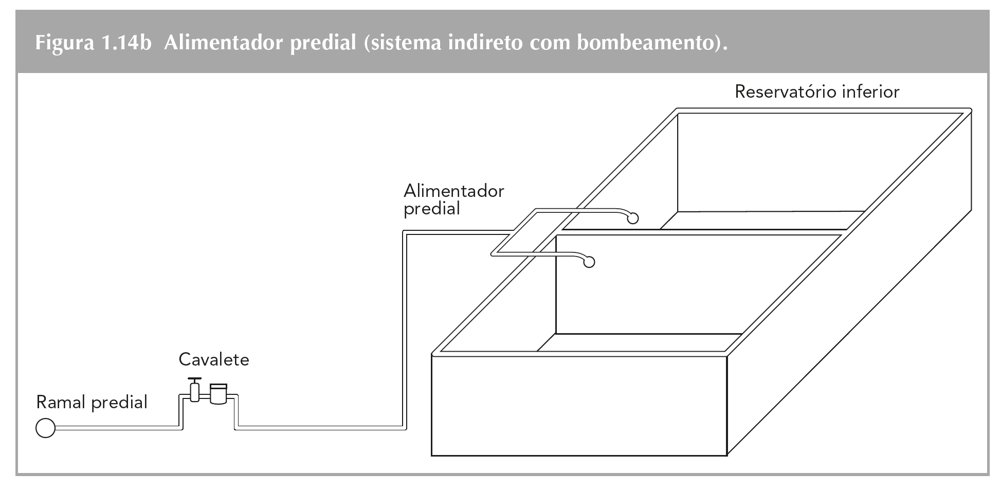 Figura 1.14b Alimentador predial (sistema indireto com bombeamento).
Reservatório inferior
Alimentador
predial
Cavalete
Ramal predial